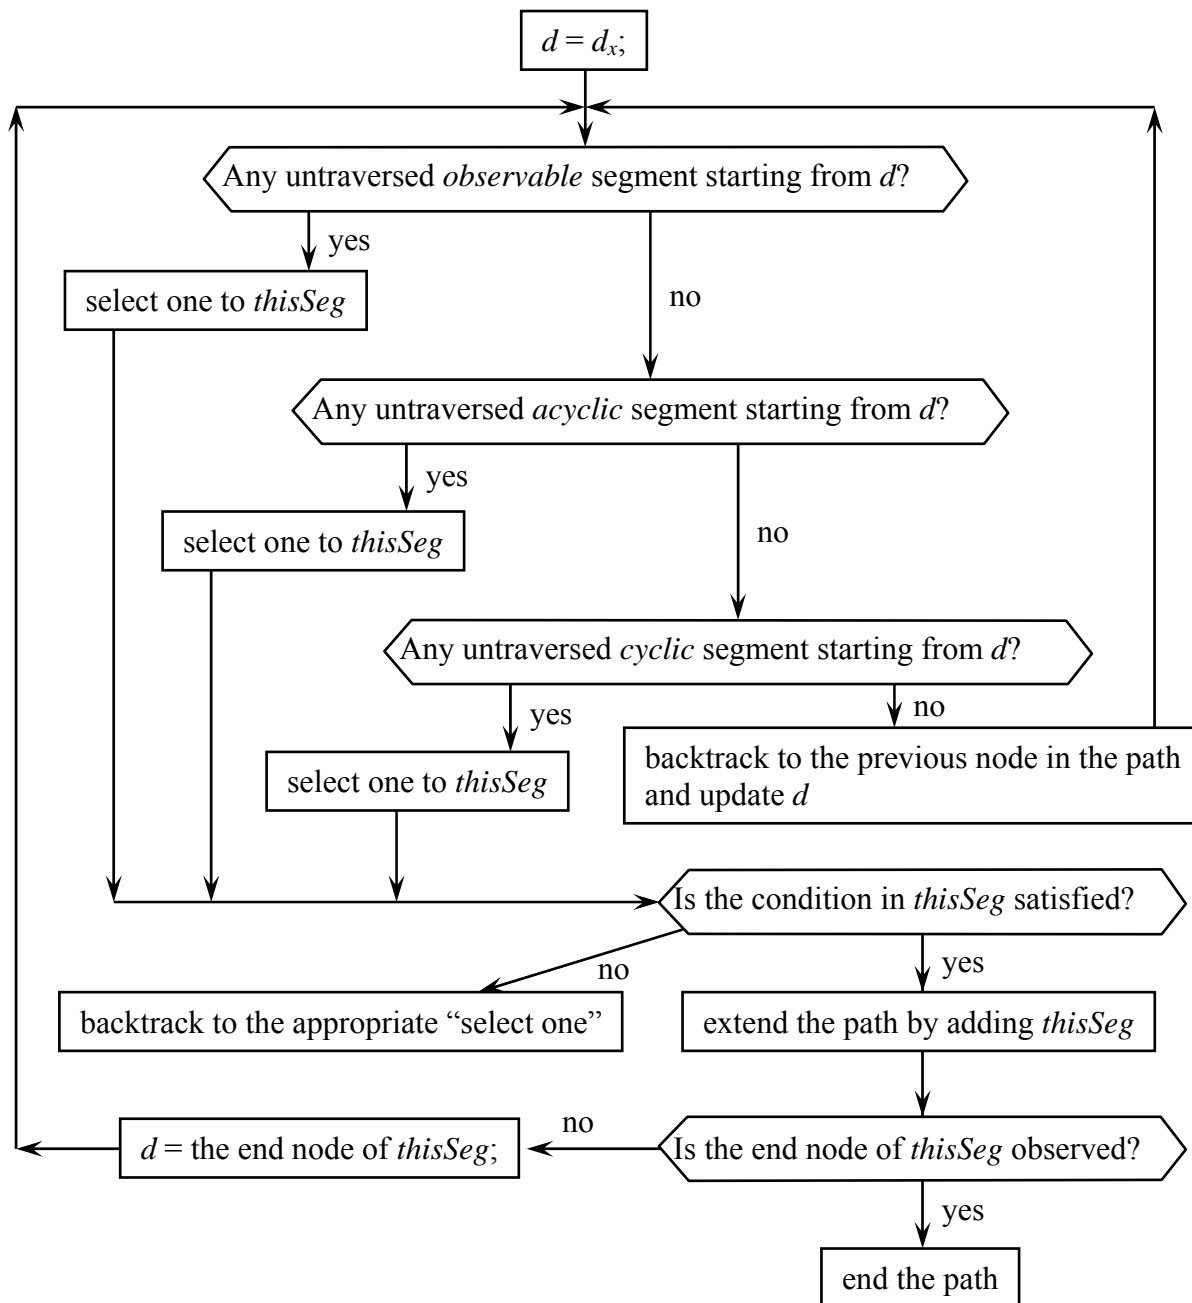 d = dx;
Any untraversed observable segment starting from d?
yes
select one to thisSeg
no
Any untraversed acyclic segment starting from d?
yes
select one to thisSeg
no
Any untraversed cyclic segment starting from d?
yes
no
select one to thisSeg
backtrack to the previous node in the path
and update d
Is the condition in thisSeg satisfied?
no
yes
backtrack to the appropriate “select one”
extend the path by adding thisSeg
no
d = the end node of thisSeg;
Is the end node of thisSeg observed?
yes
end the path